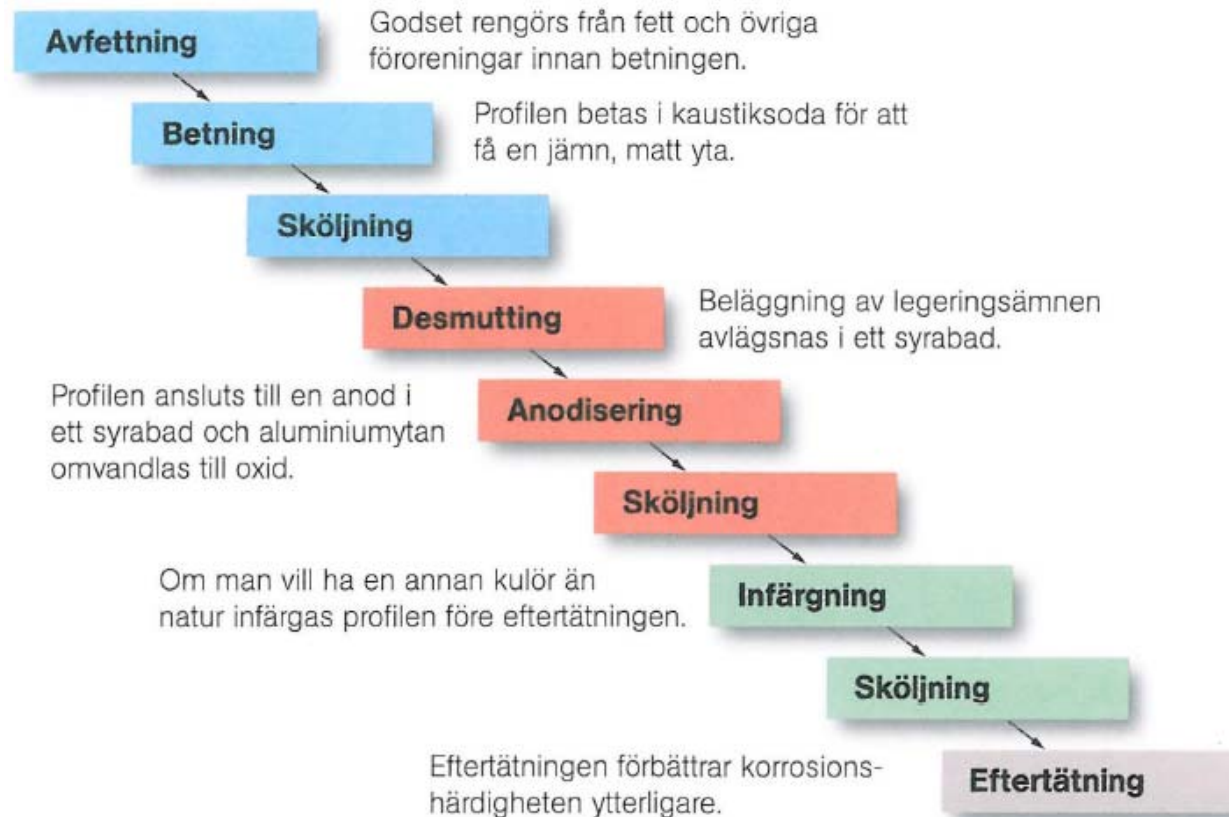 Avfettning
Godset rengörs från fett och övriga
föroreningar innan betningen.
Betning
Profilen betas i kaustiksoda för att
få en jämn, matt yta.
Sköljning
Desmutting
Beläggning av legeringsämnen
avlägsnas i ett syrabad.
Profilen ansluts till en anod i
ett syrabad och aluminiumytan
omvandlas till oxid.
Anodisering
Sköljning
Om man vill ha en annan kulör än
natur infärgas profilen före eftertätningen.
Infärgning
Sköljning
Eftertätningen förbättrar korrosions-
härdigheten ytterligare.
Eftertätning